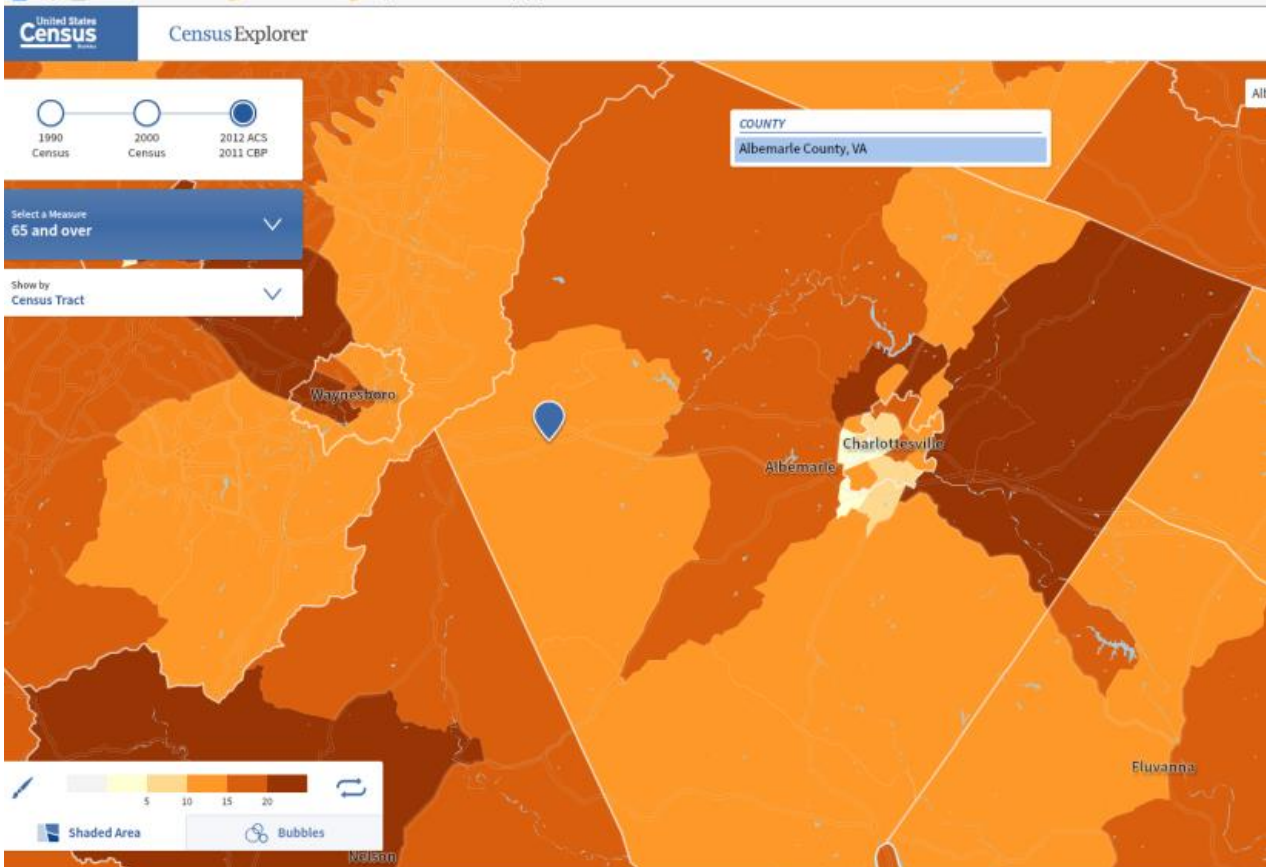 United States
Census
Bureau
Census Explorer
1990
Census
2000
Census
2012 ACS
2011 CBP
COUNTY
Albemarle County, VA
Select a Measure
65 and over
Show by
Census Tract
Waynesboro
Charlottesville
Albemarle
Fluvanna
5 10 15 20
Shaded Area
Bubbles
Nelson